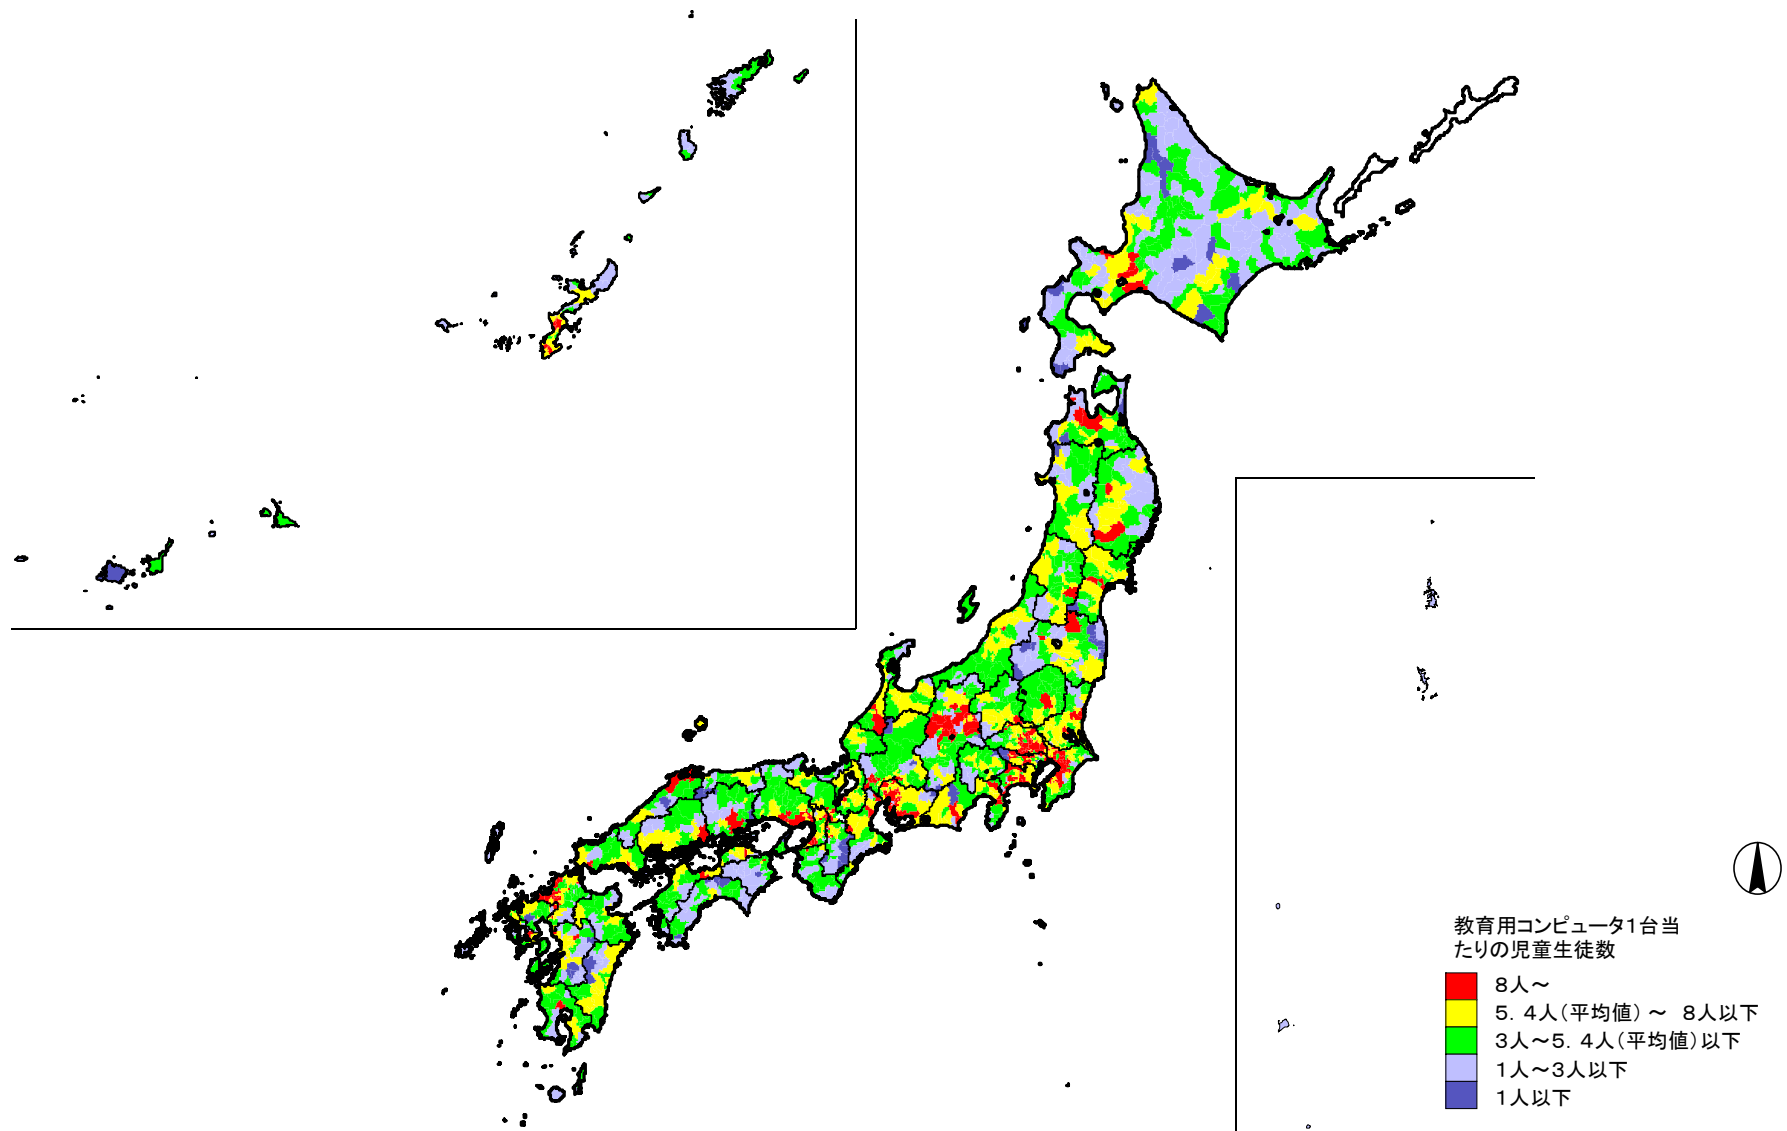 教育用コンピュータ1台当
たりの児童生徒数
８人～
５．４人（平均値）～　８人以下
３人～５．４人（平均値）以下
１人～３人以下
１人以下